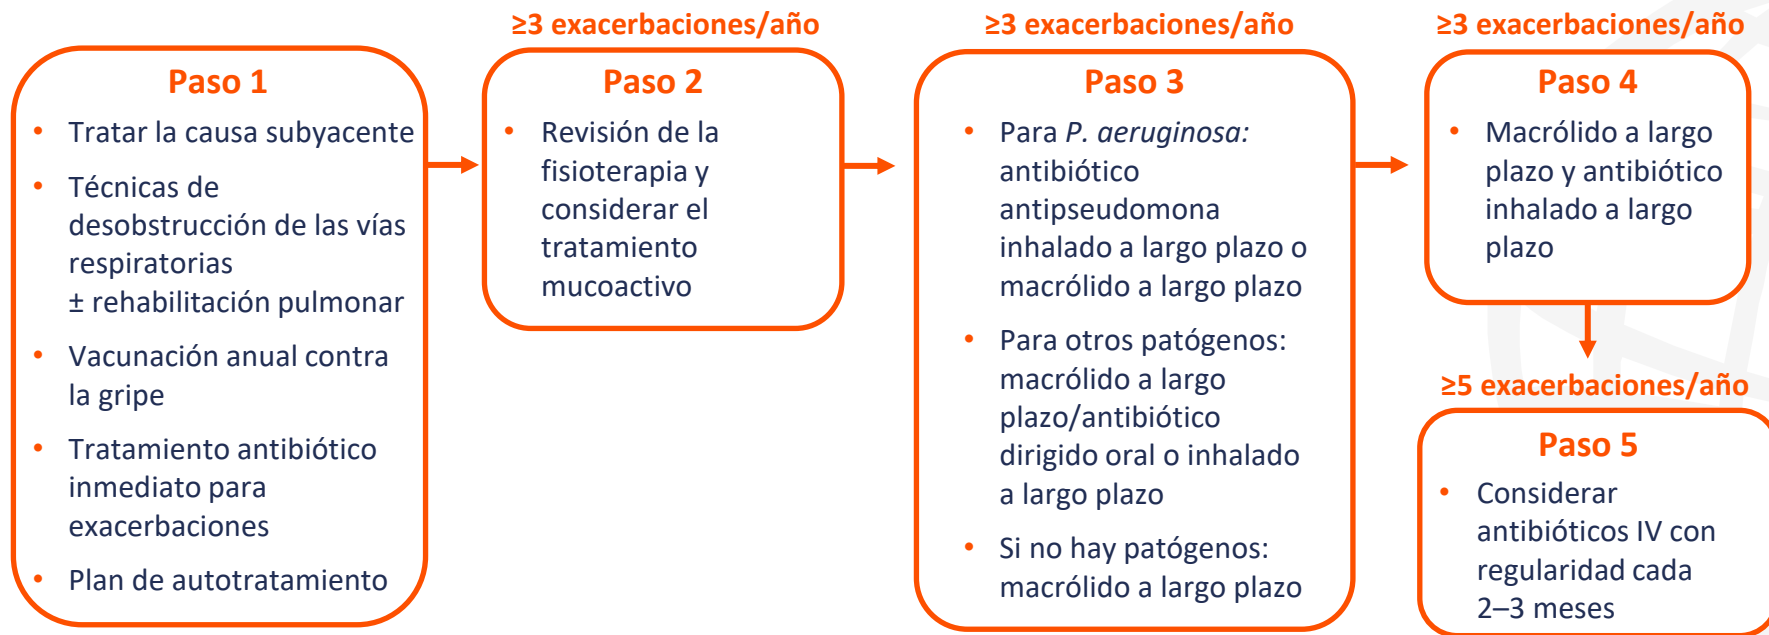 Paso 1
• Tratar la causa subyacente
• Técnicas de
desobstrucción de las vías
respiratorias
± rehabilitación pulmonar
• Vacunación anual contra
la gripe
• Tratamiento antibiótico
inmediato para
exacerbaciones
• Plan de autotratamiento
≥3 exacerbaciones/año
Paso 2
• Revisión de la
fisioterapia y
considerar el
tratamiento
mucoactivo
≥3 exacerbaciones/año
Paso 3
• Para P. aeruginosa:
antibiótico
antipseudomona
inhalado a largo plazo o
macrólido a largo plazo
• Para otros patógenos:
macrólido a largo
plazo/antibiótico
dirigido oral o inhalado
a largo plazo
• Si no hay patógenos:
macrólido a largo plazo
≥3 exacerbaciones/año
Paso 4
• Macrólido a largo
plazo y antibiótico
inhalado a largo
plazo
≥5 exacerbaciones/año
Paso 5
• Considerar
antibióticos IV con
regularidad cada
2–3 meses